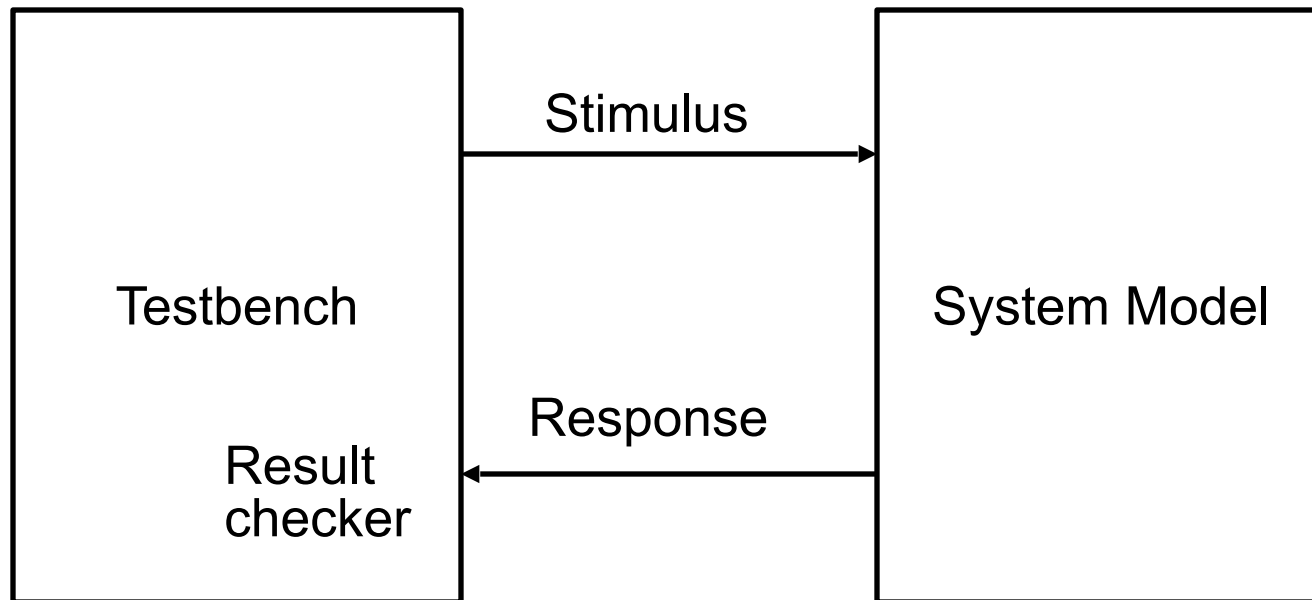 Stimulus
Testbench
System Model
Response
Result
checker